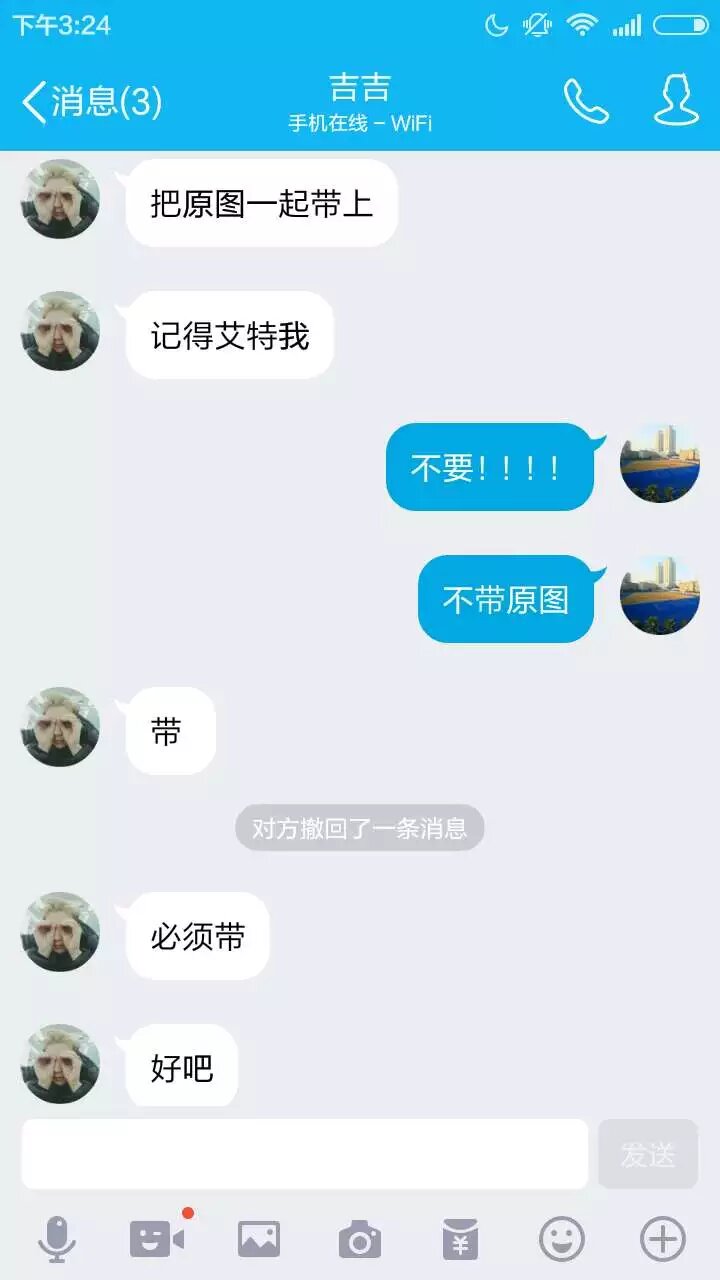 下午3:24
消息(3)
吉吉
手机在线 – WiFi
把原图一起带上
记得艾特我
不要！！！！
不带原图
带
对方撤回了一条消息
必须带
好吧
发送